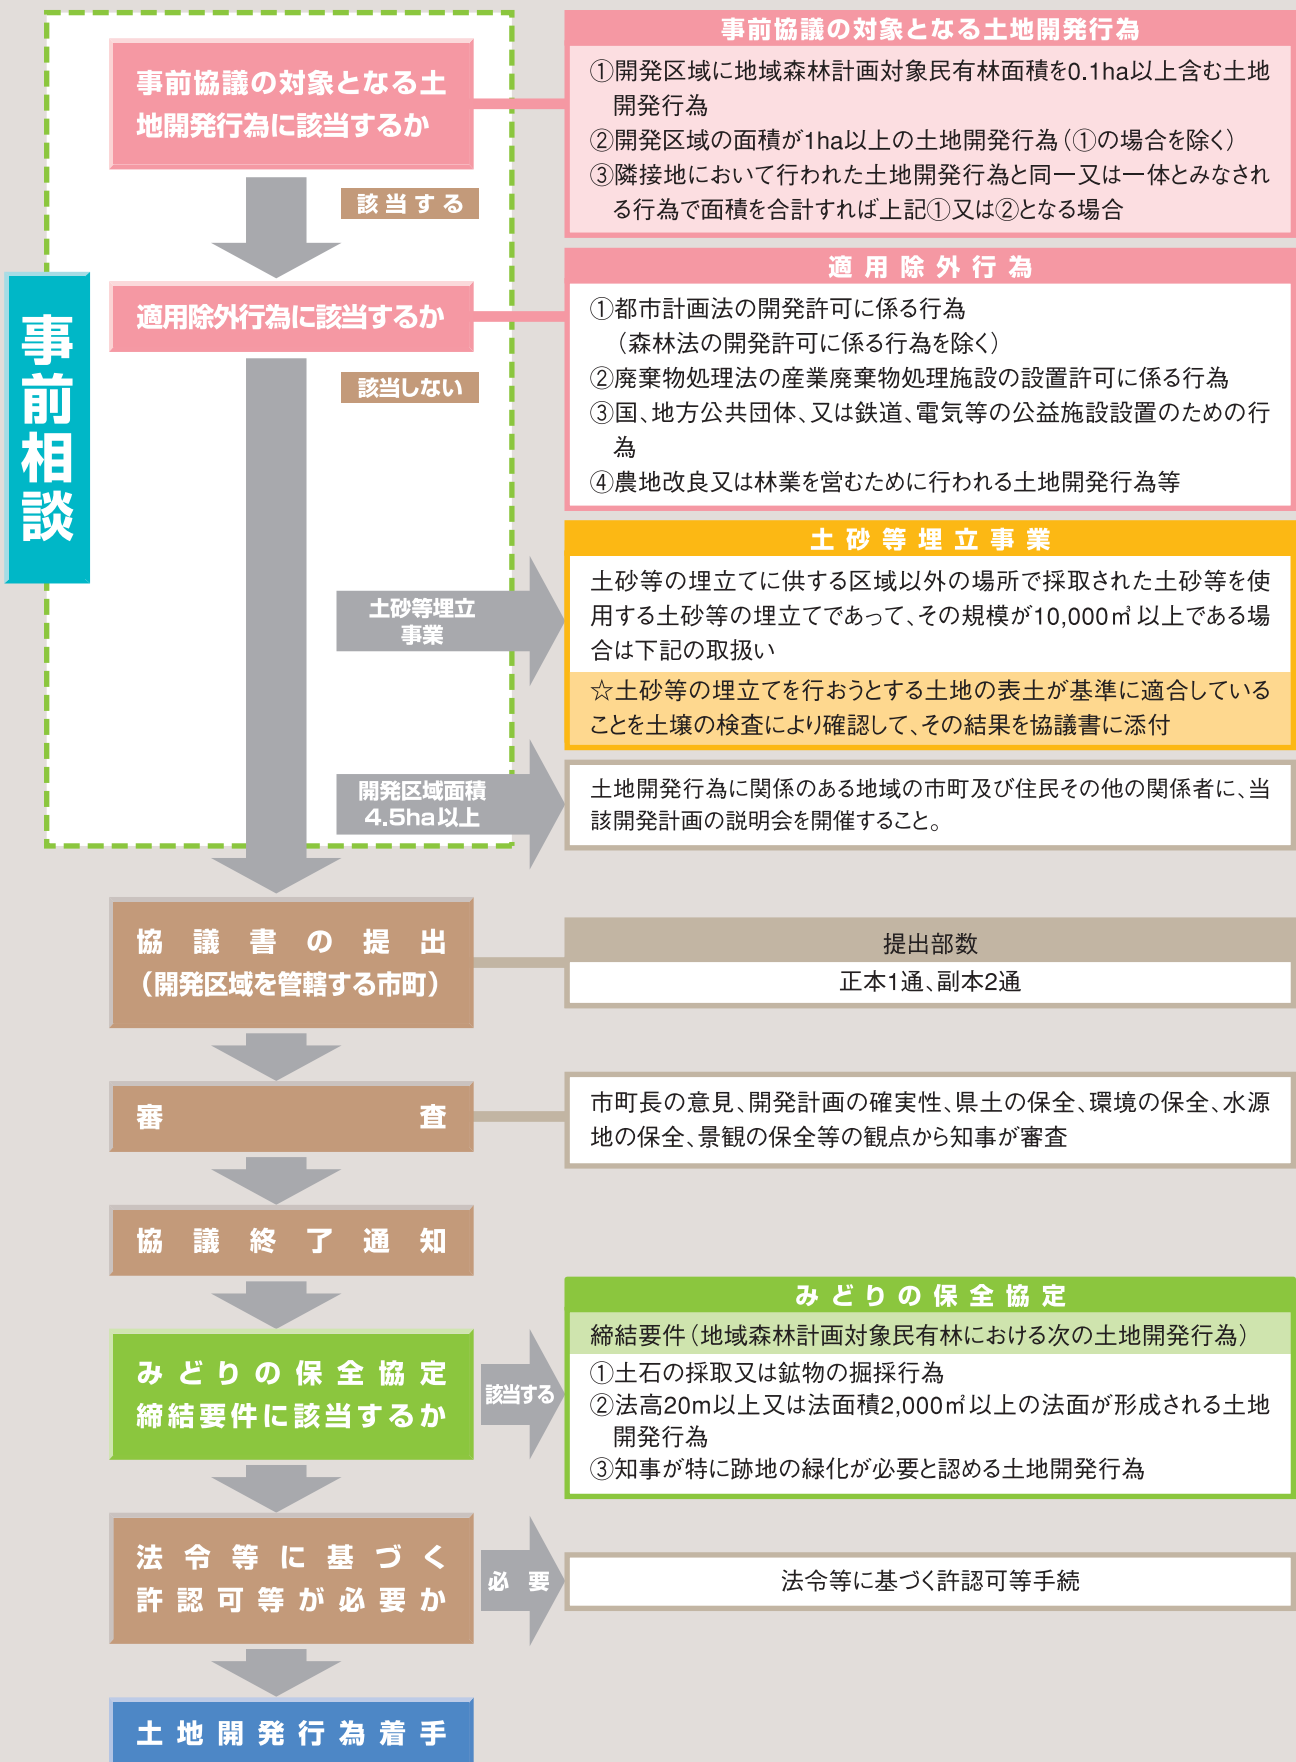 事前相談
事前協議の対象となる土
地開発行為に該当するか
事前協議の対象となる土地開発行為
①開発区域に地域森林計画対象民有林面積を0.1ha以上含む土地
開発行為
②開発区域の面積が1ha以上の土地開発行為（①の場合を除く）
③隣接地において行われた土地開発行為と同一又は一体とみなされ
る行為で面積を合計すれば上記①又は②となる場合
該当する
適用除外行為に該当するか
適用除外行為
①都市計画法の開発許可に係る行為
（森林法の開発許可に係る行為を除く）
②廃棄物処理法の産業廃棄物処理施設の設置許可に係る行為
③国、地方公共団体、又は鉄道、電気等の公益施設設置のための行
為
④農地改良又は林業を営むために行われる土地開発行為等
該当しない
土砂等埋立
事業
土砂等埋立事業
土砂等の埋立てに供する区域以外の場所で採取された土砂等を使
用する土砂等の埋立てであって、その規模が10,000㎡以上である場
合は下記の取扱い
☆土砂等の埋立てを行おうとする土地の表土が基準に適合している
ことを土壌の検査により確認して、その結果を協議書に添付
開発区域面積
4.5ha以上
土地開発行為に関係のある地域の市町及び住民その他の関係者に、当
該開発計画の説明会を開催すること。
協議書の提出
（開発区域を管轄する市町）
提出部数
正本1通、副本2通
審査
市町長の意見、開発計画の確実性、県土の保全、環境の保全、水源
地の保全、景観の保全等の観点から知事が審査
協議終了通知
みどりの保全協定
締結要件に該当するか
該当する
みどりの保全協定
締結要件（地域森林計画対象民有林における次の土地開発行為）
①土石の採取又は鉱物の掘採行為
②法高20m以上又は法面積2,000㎡以上の法面が形成される土地
開発行為
③知事が特に跡地の緑化が必要と認める土地開発行為
法令等に基づく
許認可等が必要か
必要
法令等に基づく許認可等手続
土地開発行為着手